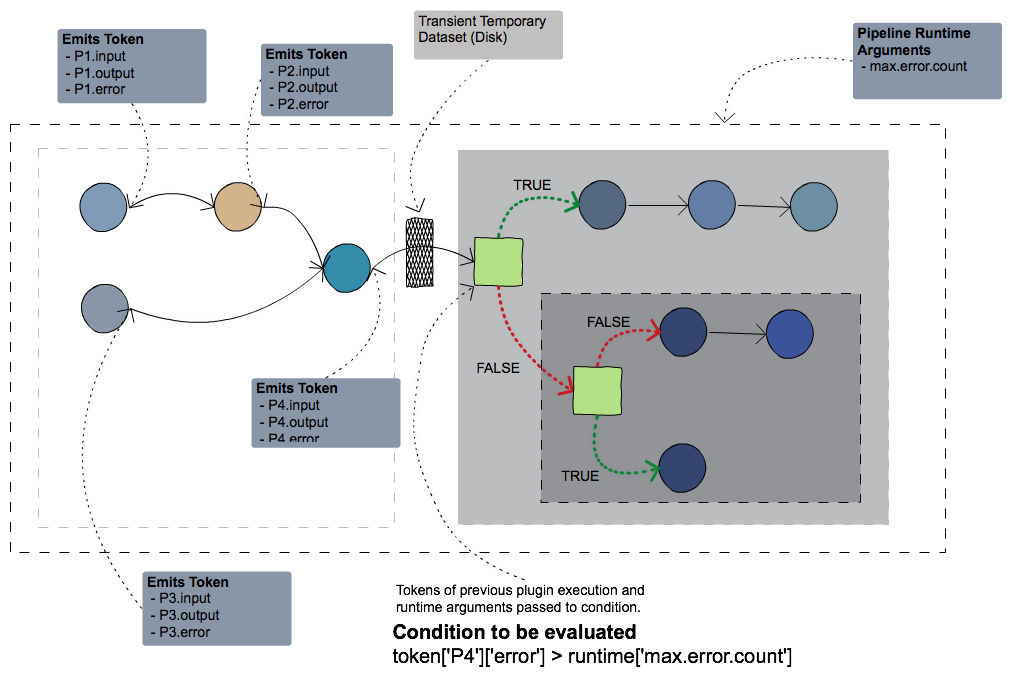 Transient Temporary
Dataset (Disk)
Emits Token
- P1.input
- P1.output
- P1.error
Emits Token
- P2.input
- P2.output
- P2.error
Pipeline Runtime
Arguments
- max.error.count
TRUE
FALSE
FALSE
TRUE
Emits Token
- P4.input
- P4.output
- P4.error
Emits Token
- P3.input
- P3.output
- P3.error
Tokens of previous plugin execution and
runtime arguments passed to condition.
Condition to be evaluated
token['P4']['error'] > runtime['max.error.count']